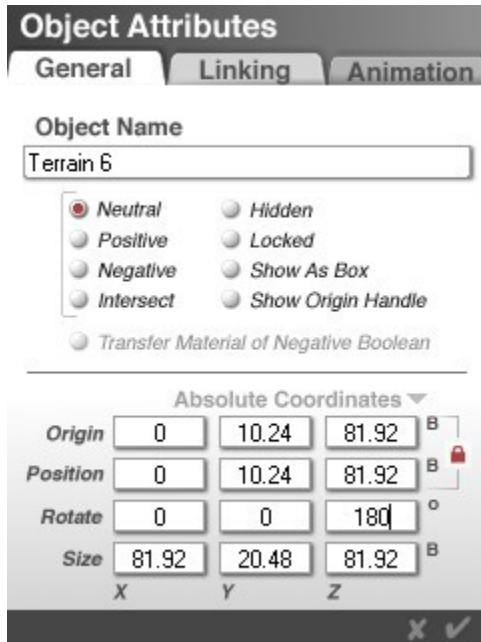 Object Attributes
General Linking Animation
Object Name
Terrain 6
Neutral Hidden
Positive Locked
Negative Show As Box
Intersect Show Origin Handle
Transfer Material of Negative Boolean
Absolute Coordinates
Origin 0 10.24 81.92 B
Position 0 10.24 81.92 B
Rotate 0 0 180 °
Size 81.92 20.48 81.92 B
X Y Z